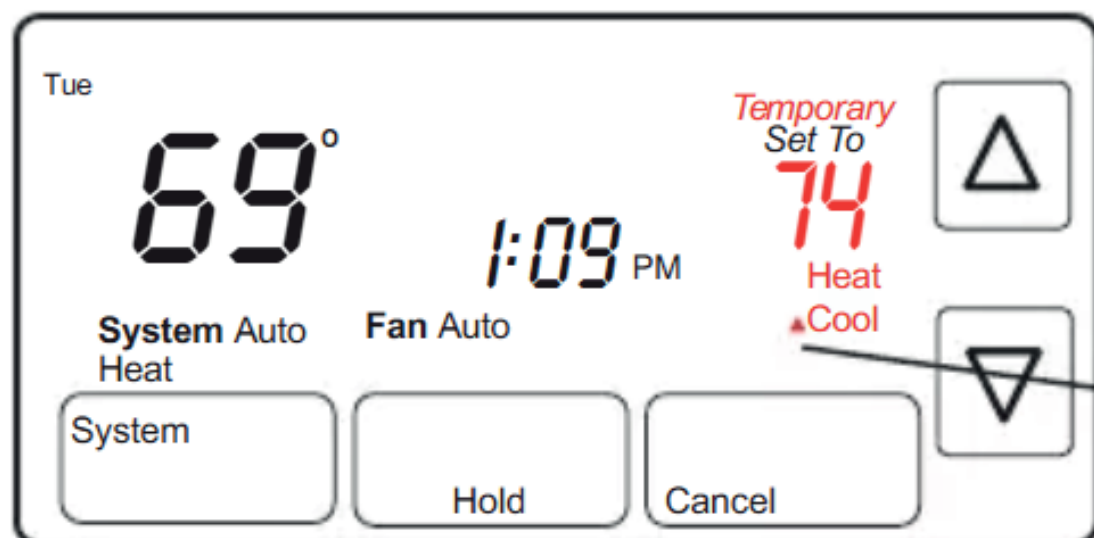 Tue
69°
1:09 PM
Temporary
Set To
74
Heat
Cool
System Auto
Heat
Fan Auto
System
Hold
Cancel